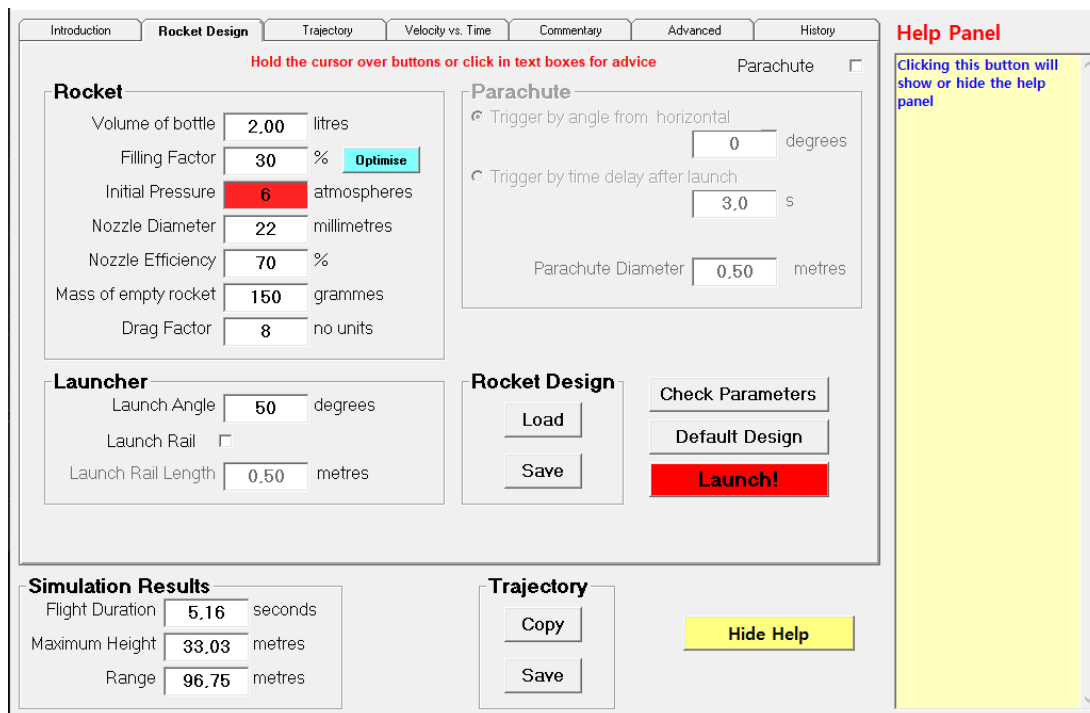 Introduction
Rocket Design
Trajectory
Velocity vs. Time
Commentary
Advanced
History
Hold the cursor over buttons or click in text boxes for advice
Parachute
Rocket
Volume of bottle 2,00 litres
Filling Factor 30 % Optimise
Initial Pressure 6 atmospheres
Nozzle Diameter 22 millimetres
Nozzle Efficiency 70 %
Mass of empty rocket 150 grammes
Drag Factor 8 no units
Parachute
Trigger by angle from horizontal
0 degrees
Trigger by time delay after launch
3,0 s
Parachute Diameter 0,50 metres
Launcher
Launch Angle 50 degrees
Launch Rail
Launch Rail Length 0,50 metres
Rocket Design
Load
Save
Check Parameters
Default Design
Launch!
Simulation Results
Flight Duration 5,16 seconds
Maximum Height 33,03 metres
Range 96,75 metres
Trajectory
Copy
Save
Hide Help
Help Panel
Clicking this button will
show or hide the help
panel